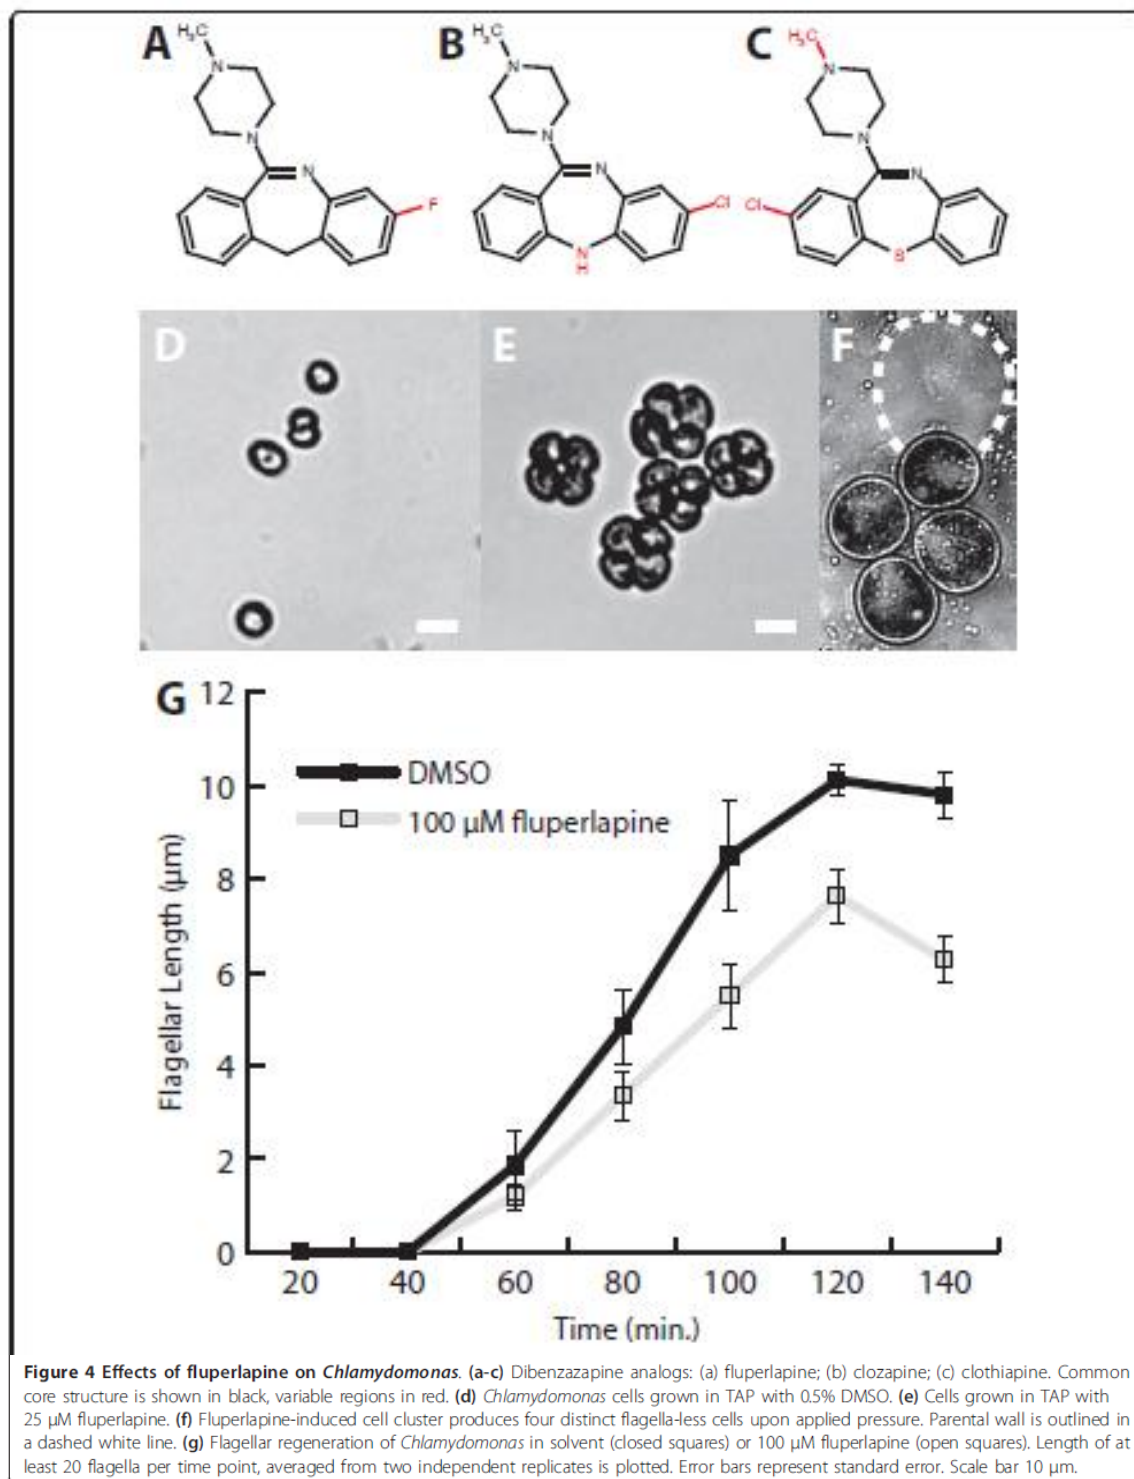 A
H₃C
N
N
N
F
B
H₃C
N
N
N
Cl
N
H
C
H₃C
N
N
N
Cl
S
D
E
F
G
12
10
8
6
4
2
0
DMSO
100 µM fluperlapine
Flagellar Length (µm)
20 40 60 80 100 120 140
Time (min.)
Figure 4 Effects of fluperlapine on Chlamydomonas. (a-c) Dibenzazapine analogs: (a) fluperlapine; (b) clozapine; (c) clothiapine. Common
core structure is shown in black, variable regions in red. (d) Chlamydomonas cells grown in TAP with 0.5% DMSO. (e) Cells grown in TAP with
25 µM fluperlapine. (f) Fluperlapine-induced cell cluster produces four distinct flagella-less cells upon applied pressure. Parental wall is outlined in
a dashed white line. (g) Flagellar regeneration of Chlamydomonas in solvent (closed squares) or 100 µM fluperlapine (open squares). Length of at
least 20 flagella per time point, averaged from two independent replicates is plotted. Error bars represent standard error. Scale bar 10 µm.